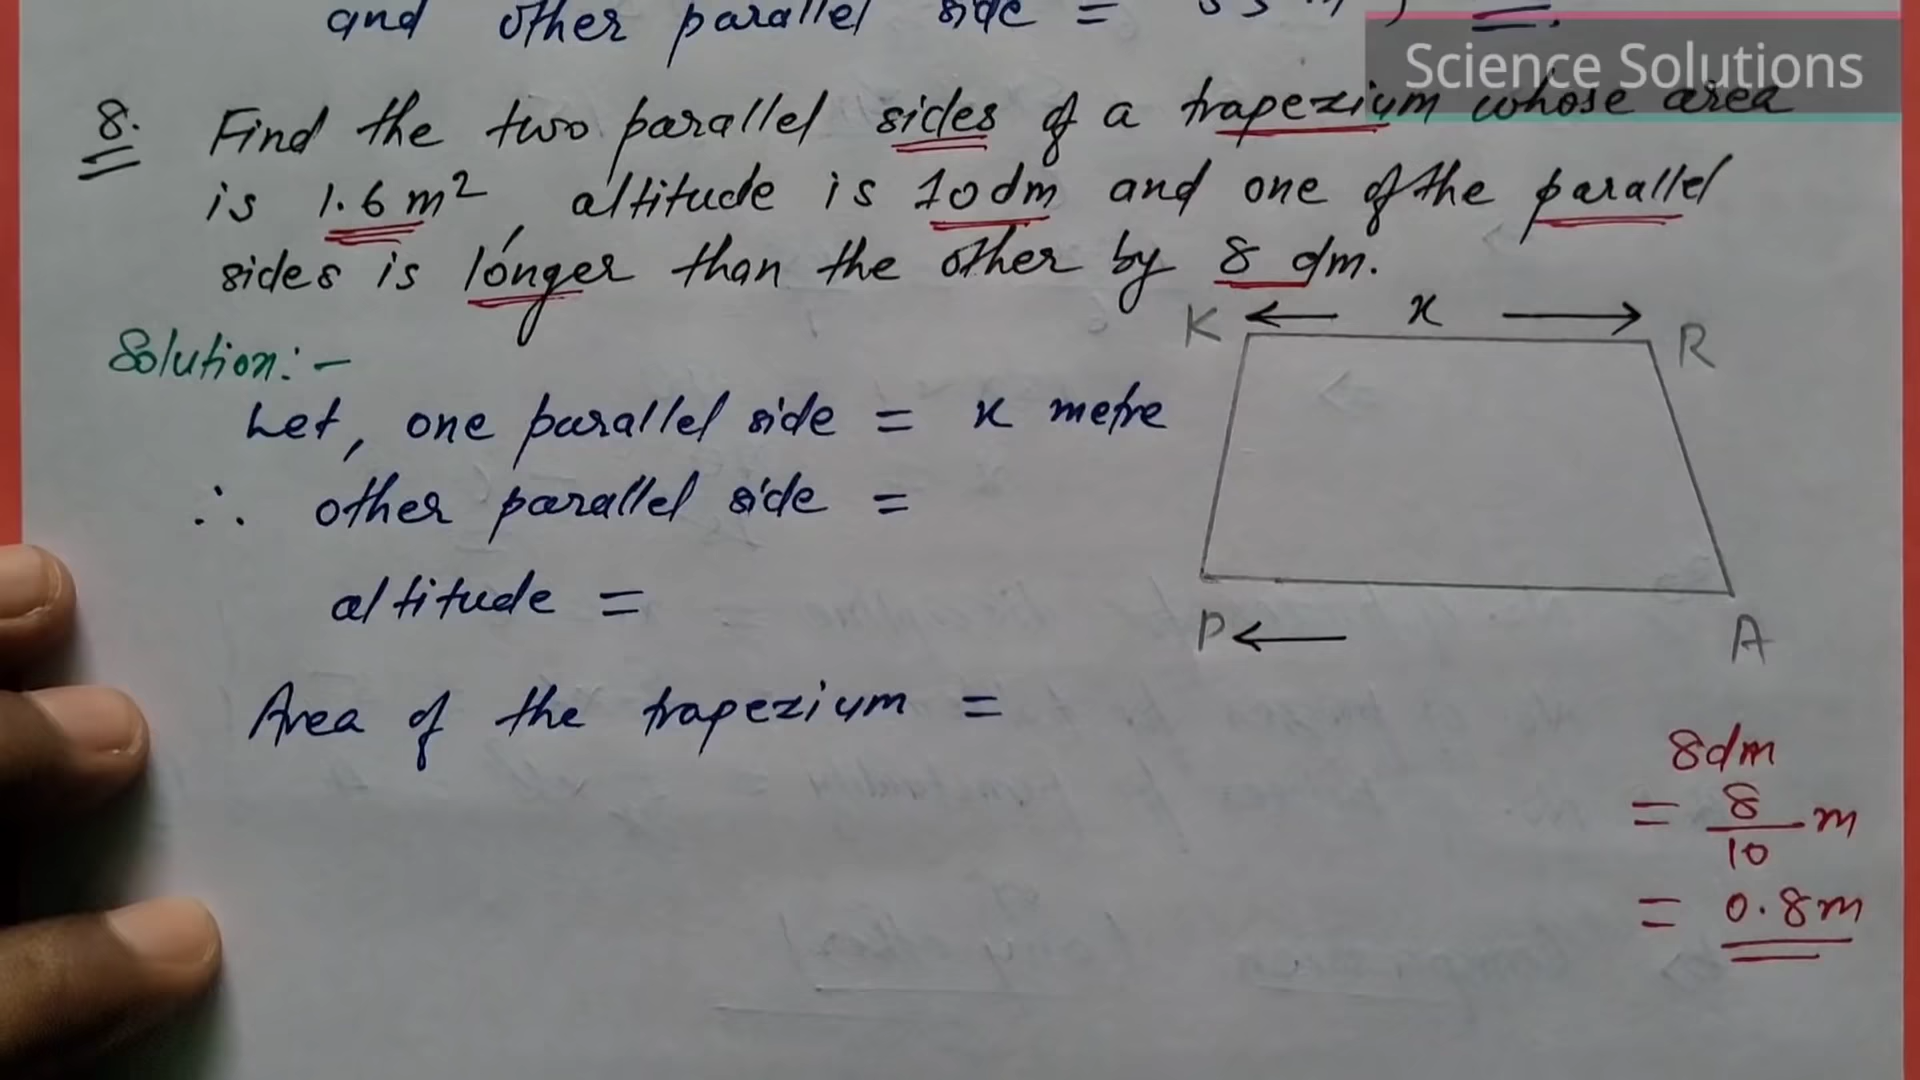 and other parallel side =
Science Solutions
8. Find the two parallel sides of a trapezium whose area
is 1.6 m², altitude is 10 dm and one of the parallel
sides is longer than the other by 8 dm.
K ← x → R
Solution:-
Let, one parallel side = x metre
∴ other parallel side =
altitude =
P ← A
Area of the trapezium =
8dm
= 8/10 m
= 0.8m